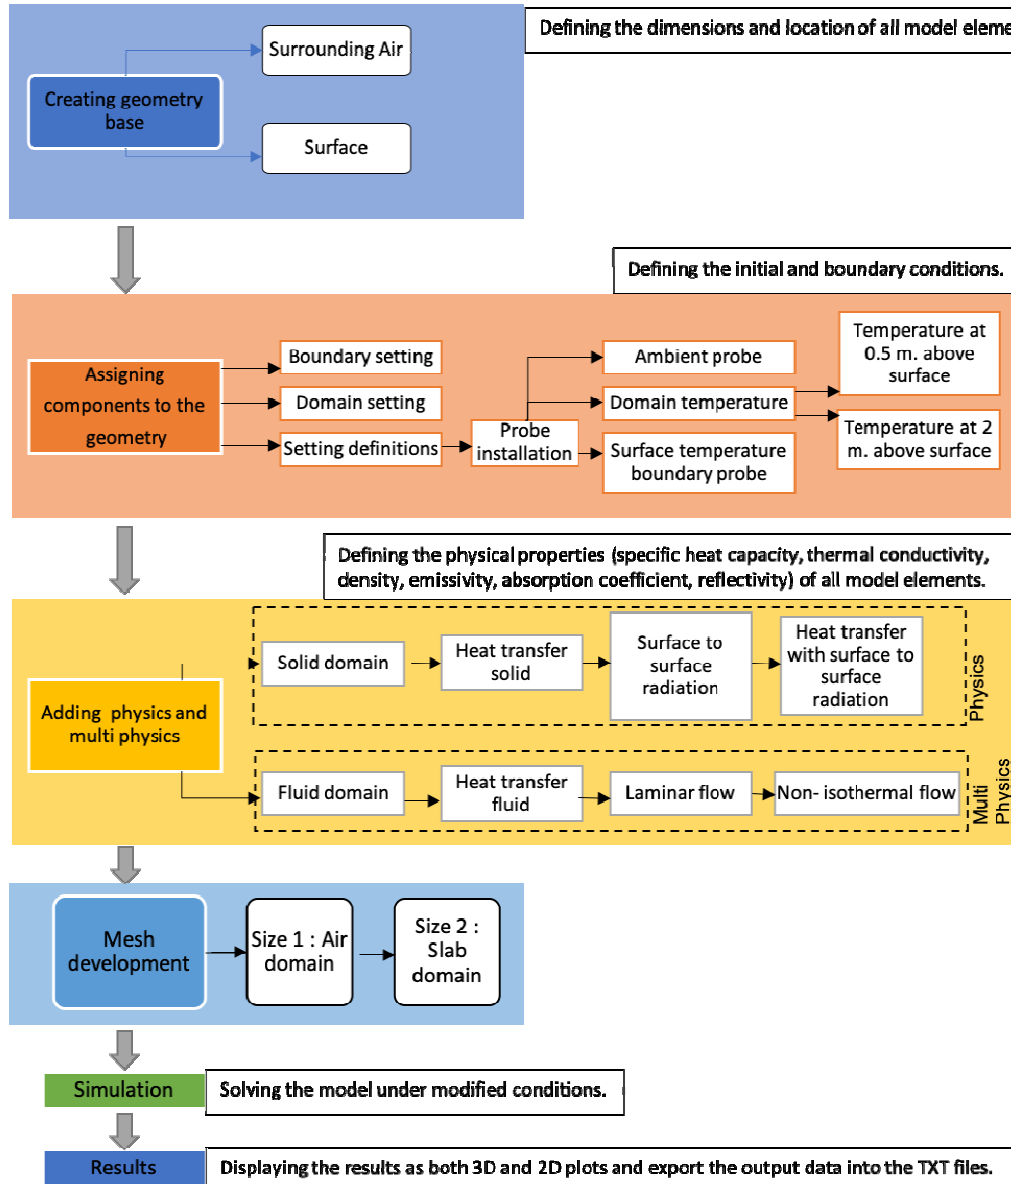 Defining the dimensions and location of all model eleme
Surrounding Air
Creating geometry
base
Surface
Defining the initial and boundary conditions.
Assigning
components to the
geometry
Boundary setting
Domain setting
Setting definitions
Probe
installation
Ambient probe
Domain temperature
Surface temperature
boundary probe
Temperature at
0.5 m. above
surface
Temperature at 2
m. above surface
Defining the physical properties (specific heat capacity, thermal conductivity,
density, emissivity, absorption coefficient, reflectivity) of all model elements.
Adding physics and
multi physics
Solid domain
Heat transfer
solid
Surface to
surface
radiation
Heat transfer
with surface to
surface
radiation
Physics
Fluid domain
Heat transfer
fluid
Laminar flow
Non- isothermal flow
Multi
Physics
Mesh
development
Size 1 : Air
domain
Size 2 :
Slab
domain
Simulation
Solving the model under modified conditions.
Results
Displaying the results as both 3D and 2D plots and export the output data into the TXT files.